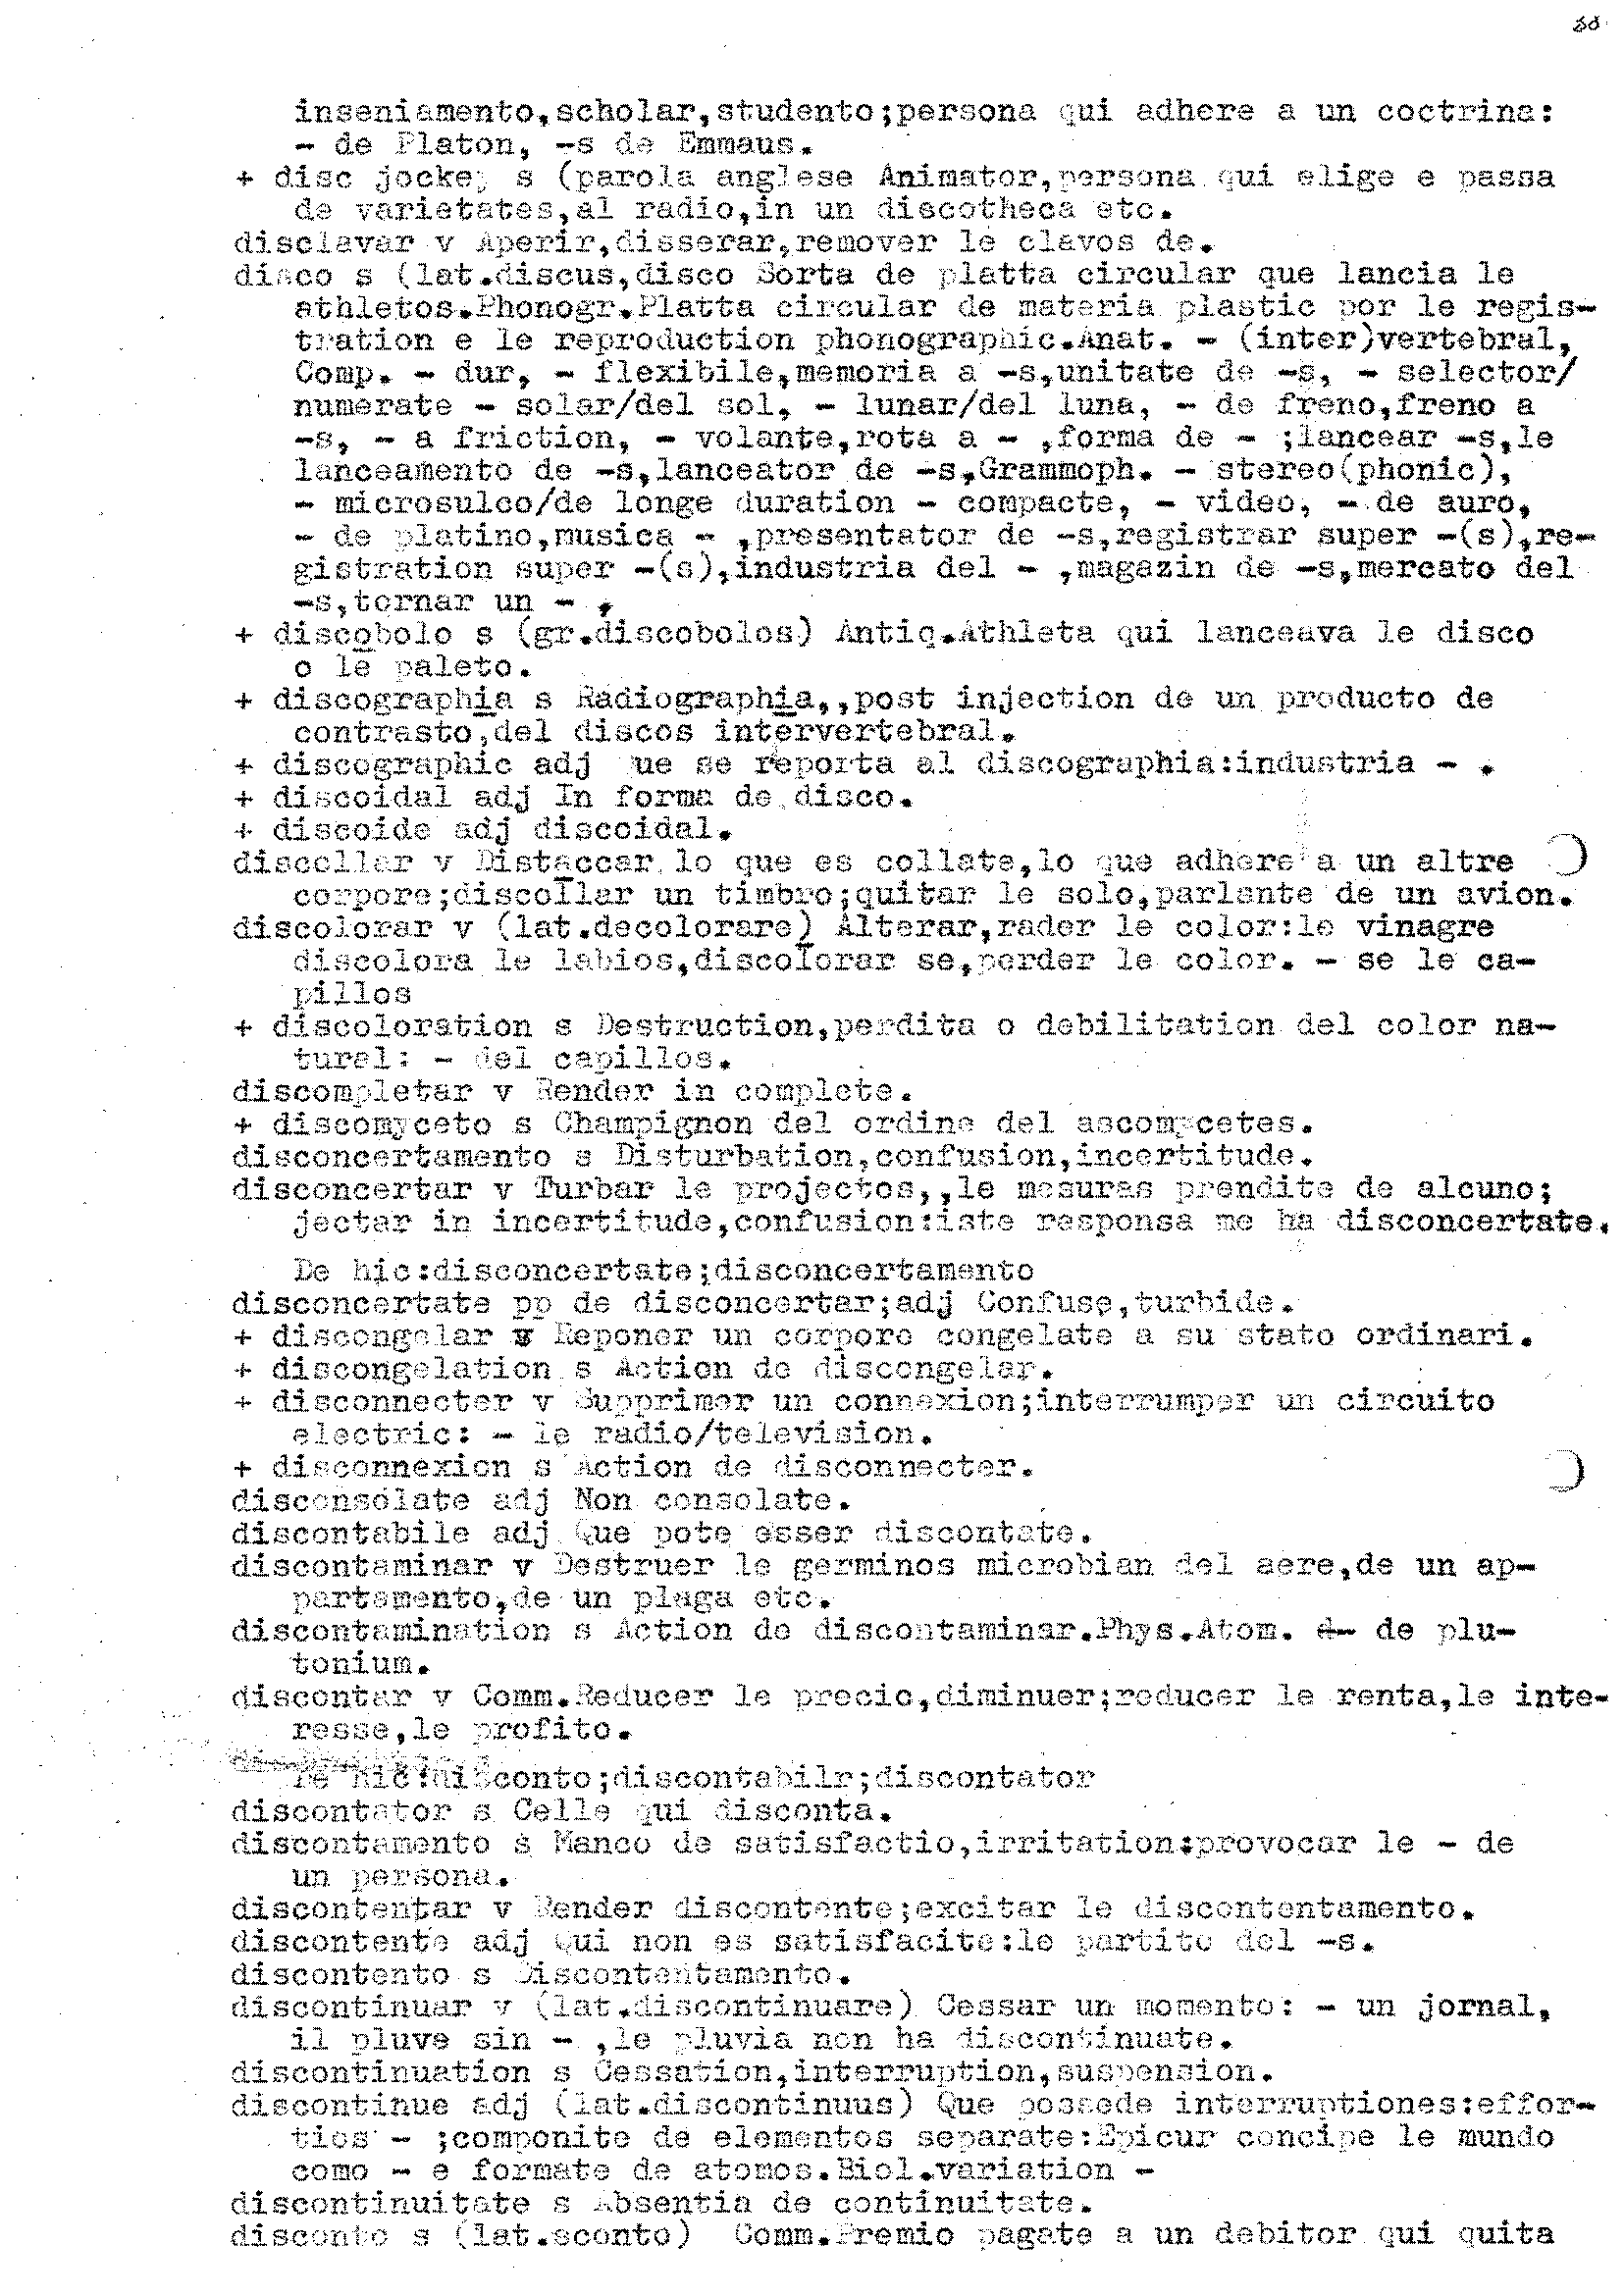 inseniamento,scholar,studento;persona qui adhere a un coctrina:
- de Platon, -s de Emmaus.
+ disc jockey s (parola anglese Animator,persona qui elige e passa
de varietates,al radio,in un discotheca etc.
disclavar v Aperir,disserar,remover le clavos de.
disco s (lat.discus,disco Sorta de platta circular que lancia le
athletos.Phonogr.Platta circular de materia plastic por le regis-
tration e le reproduction phonographic.Anat. - (inter)vertebral,
Comp. - dur, - flexibile,memoria a -s,unitate de -s, - selector/
numerate - solar/del sol, - lunar/del luna, - de freno,freno a
-s, - a friction, - volante,rota a - ,forma de - ;lancear -s,le
lanceamento de -s,lanceator de -s,Grammoph. - stereo(phonic),
- microsulco/de longe duration - compacte, - video, - de auro,
- de platino,musica - ,presentator de -s,registrar super -(s),re-
gistration super -(s),industria del - ,magazin de -s,mercato del
-s,tornar un - .
+ discobolo s (gr.discobolos) Antiq.Athleta qui lanceava le disco
o le paleto.
+ discographia s Radiographia,,post injection de un producto de
contrasto,del discos intervertebral.
+ discographic adj ue se reporta al discographia:industria - .
+ discoidal adj In forma de disco.
+ discoide adj discoidal.
discollar v Distaccar lo que es collate,lo que adhere a un altre
corpore;discollar un timbro;quitar le solo,parlante de un avion.
discolorar v (lat.decolorare) Alterar,rader le color:le vinagre
discolora le labios,discolorar se,perder le color. - se le ca-
pillos
+ discoloration s Destruction,perdita o debilitation del color na-
tural: - del capillos.
discompletar v Render in complete.
+ discomyceto s Champignon del ordine del ascomycetes.
disconcertamento s Disturbation,confusion,incertitude.
disconcertar v Turbar le projectos,,le mesuras prendite de alcuno;
jectar in incertitude,confusion:iste responsa me ha disconcertate.
De hic:disconcertate;disconcertamento
disconcertate pp de disconcertar;adj Confuse,turbide.
+ discongelar v Reponer un corpore congelate a su stato ordinari.
+ discongelation s Action de discongelar.
+ disconnecter v Supprimer un connexion;interrumper un circuito
electric: - le radio/television.
+ disconnexion s Action de disconnecter.
disconsolate adj Non consolate.
discontabile adj Que pote esser discontate.
discontaminar v Destruer le germinos microbian del aere,de un ap-
partamento,de un plaga etc.
discontamination s Action de discontaminar.Phys.Atom. d- de plu-
tonium.
discontar v Comm.Reducer le precio,diminuer;reducer le renta,le inte-
resse,le profito.
De hic:disconto;discontabilr;discontator
discontator s Celle qui disconta.
discontamento s Manco de satisfactio,irritation:provocar le - de
un persona.
discontentar v Render discontente;excitar le discontentamento.
discontente adj Qui non es satisfacite:le partito del -s.
discontento s Discontentamento.
discontinuar v (lat.discontinuare) Cessar un momento: - un jornal,
il pluve sin - ,le pluvia non ha discontinuate.
discontinuation s Cessation,interruption,suspension.
discontinue adj (lat.discontinuus) Que possede interruptiones:effor-
tios - ;componite de elementos separate:Epicur concipe le mundo
como - e formate de atomos.Biol.variation -
discontinuitate s Absentia de continuitate.
disconto s (lat.sconto) Comm.Premio pagate a un debitor qui quita